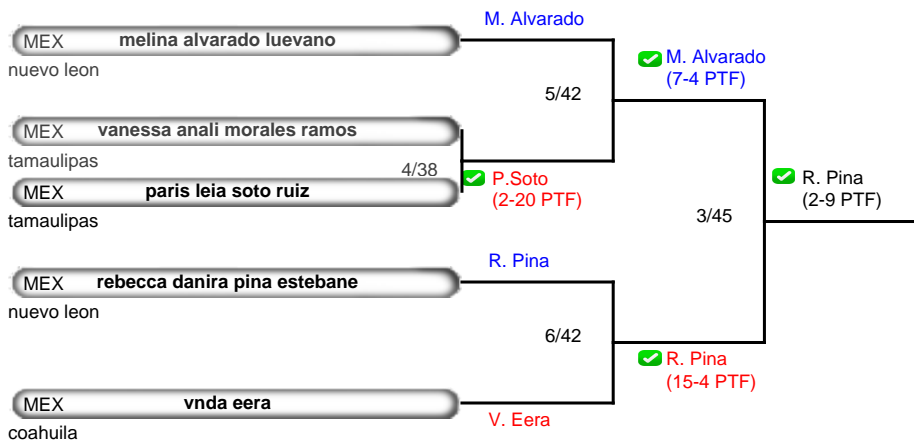 M. Alvarado
MEX melina alvarado luevano
nuevo leon
M. Alvarado
(7-4 PTF)
5/42
MEX vanessa anali morales ramos
tamaulipas
4/38
P.Soto
(2-20 PTF)
MEX paris leia soto ruiz
tamaulipas
R. Pina
(2-9 PTF)
3/45
R. Pina
MEX rebecca danira pina estebane
nuevo leon
6/42
R. Pina
(15-4 PTF)
MEX vnda eera
V. Eera
coahuila